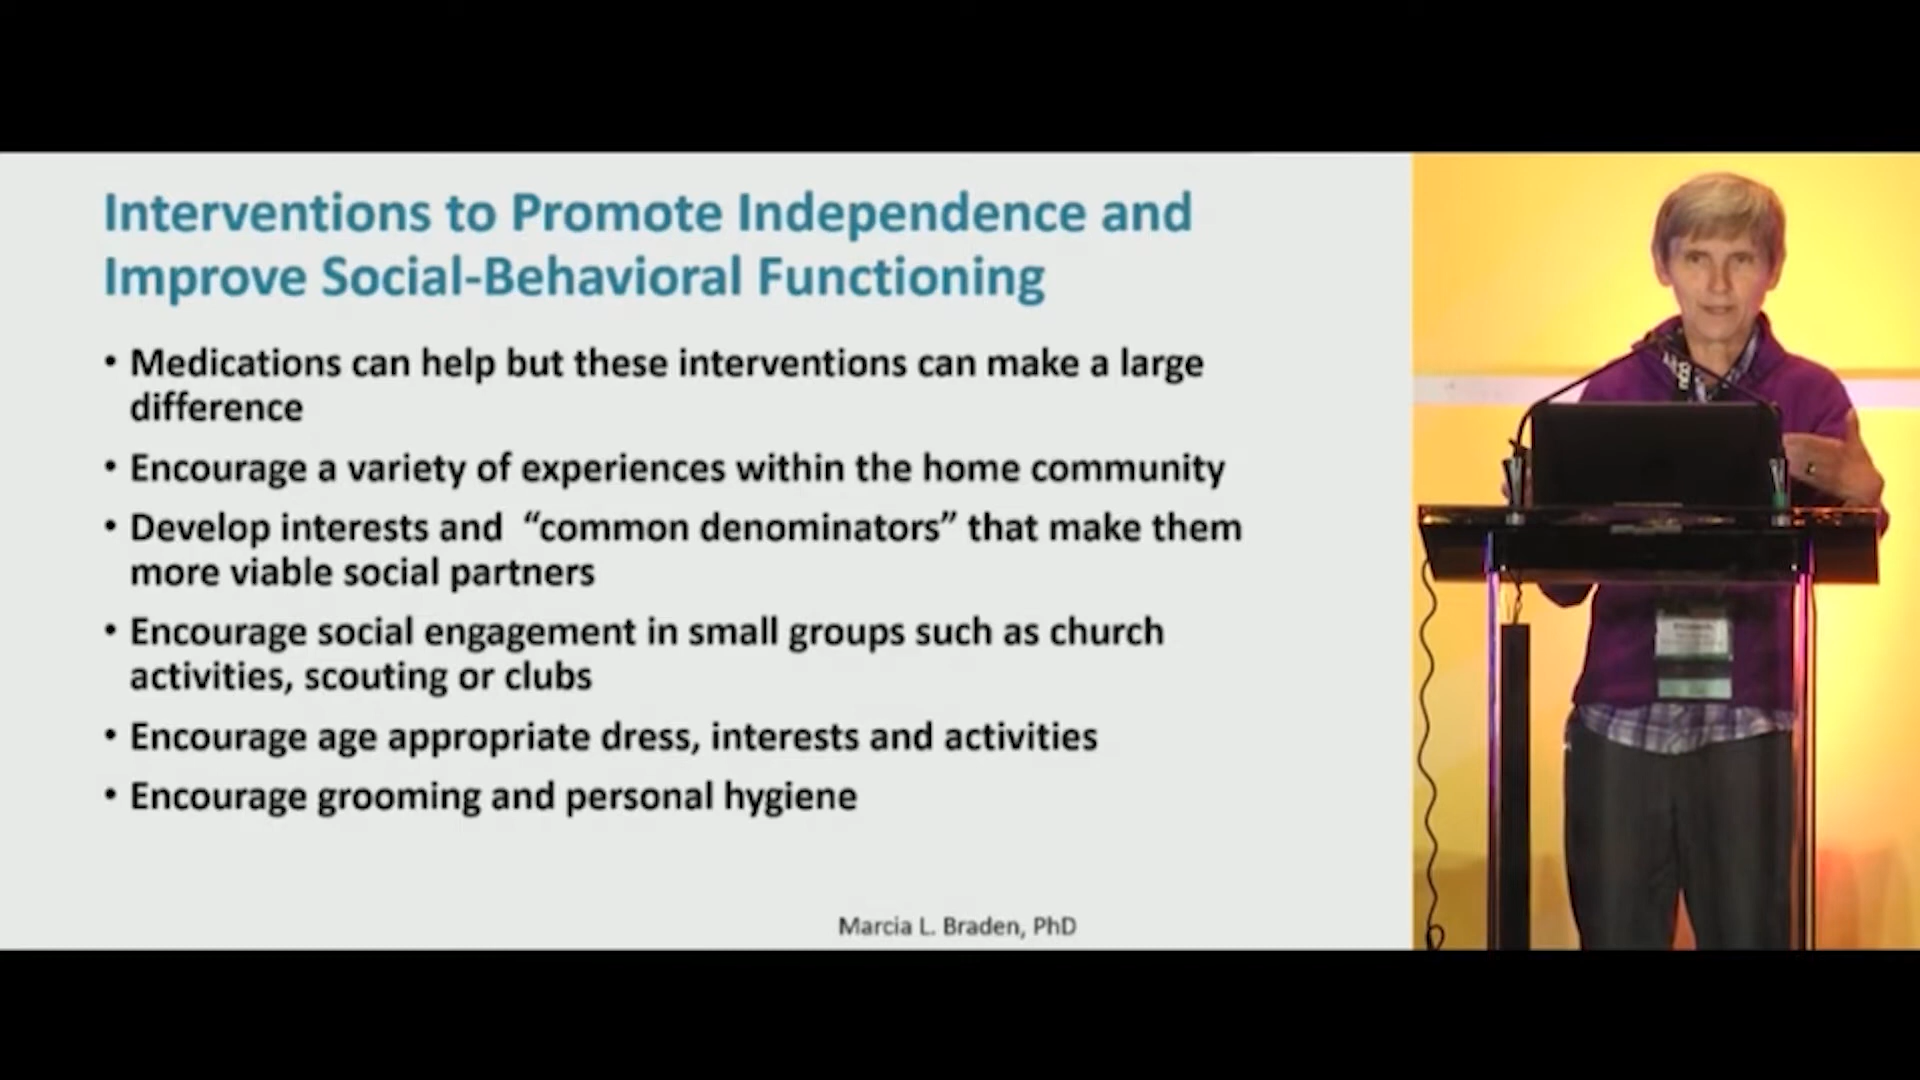 Interventions to Promote Independence and
Improve Social-Behavioral Functioning
• Medications can help but these interventions can make a large
difference
• Encourage a variety of experiences within the home community
• Develop interests and “common denominators” that make them
more viable social partners
• Encourage social engagement in small groups such as church
activities, scouting or clubs
• Encourage age appropriate dress, interests and activities
• Encourage grooming and personal hygiene
Marcia L. Braden, PhD